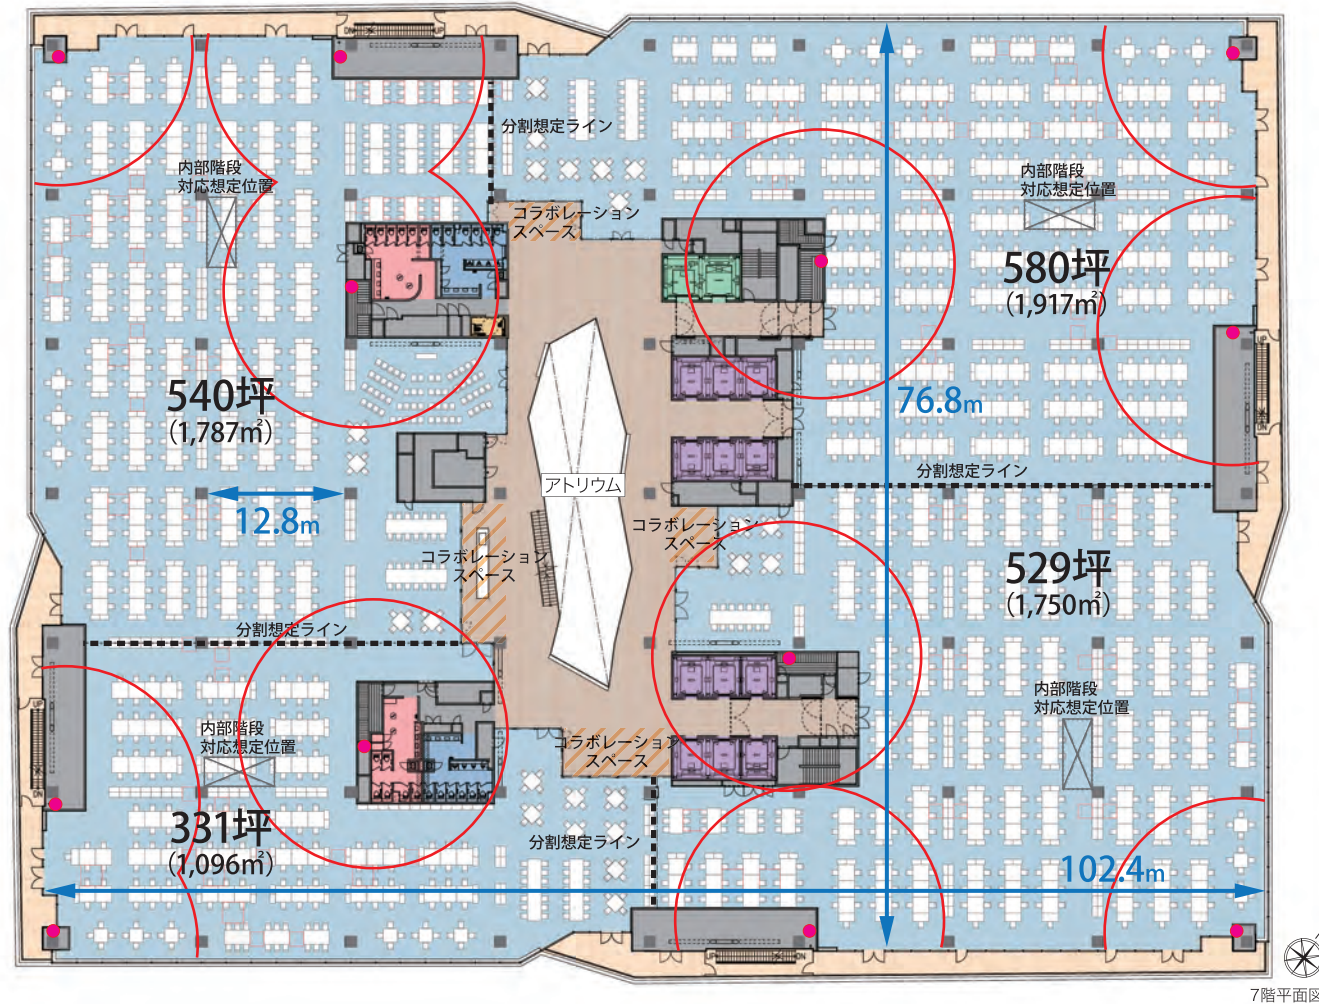 DN
UP
分割想定ライン
内部階段
対応想定位置
コラボレーション
スペース
内部階段
対応想定位置
580坪
(1,917㎡)
UP
DN
540坪
(1,787㎡)
76.8m
分割想定ライン
アトリウム
12.8m
コラボレーション
スペース
コラボレーション
スペース
529坪
(1,750㎡)
分割想定ライン
内部階段
対応想定位置
内部階段
対応想定位置
UP
DN
コラボレーション
スペース
331坪
(1,096㎡)
分割想定ライン
102.4m
UP
DN
7階平面図